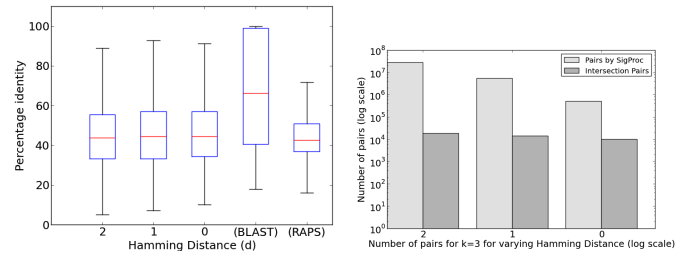 Percentage identity
100
80
60
40
20
0
2 1 0 (BLAST) (RAPS)
Hamming Distance (d)
Number of pairs (log scale)
10^8
10^7
10^6
10^5
10^4
10^3
10^2
10^1
10^0
Pairs by SigProc
Intersection Pairs
2 1 0
Number of pairs for k=3 for varying Hamming Distance (log scale)